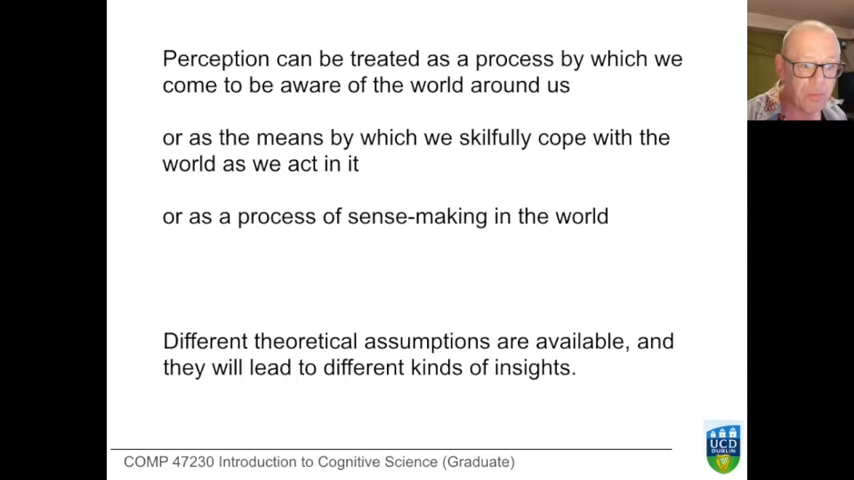 Perception can be treated as a process by which we
come to be aware of the world around us
or as the means by which we skilfully cope with the
world as we act in it
or as a process of sense-making in the world
Different theoretical assumptions are available, and
they will lead to different kinds of insights.
COMP 47230 Introduction to Cognitive Science (Graduate)
UCD
DUBLIN